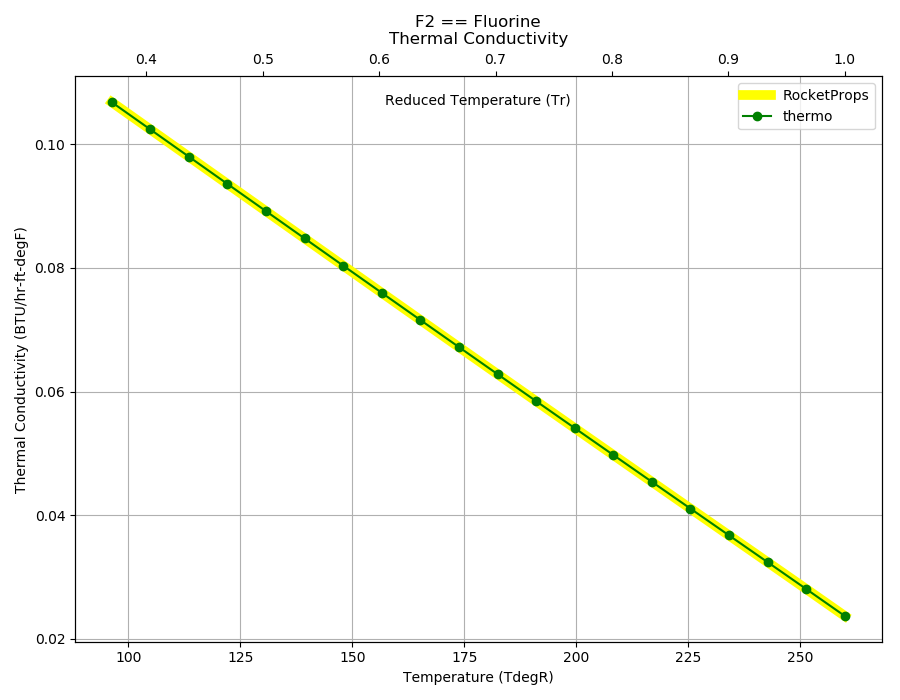 F2 == Fluorine
Thermal Conductivity
0.4 0.5 0.6 0.7 0.8 0.9 1.0
Reduced Temperature (Tr)
RocketProps
thermo
Thermal Conductivity (BTU/hr-ft-degF)
0.10
0.08
0.06
0.04
0.02
100 125 150 175 200 225 250
Temperature (TdegR)